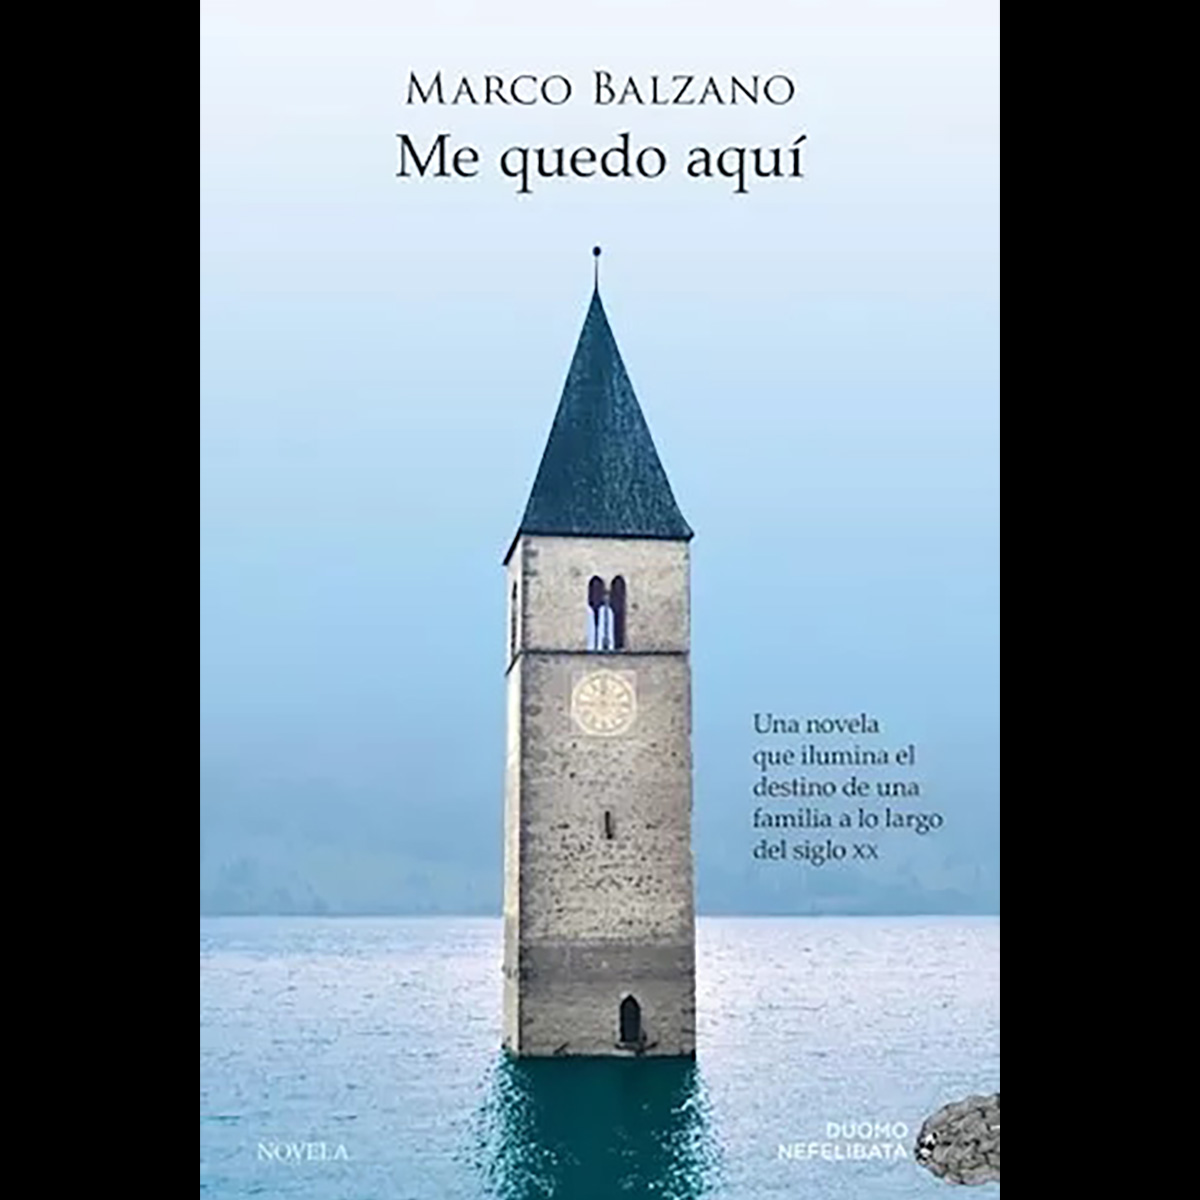 MARCO BALZANO
Me quedo aquí
Una novela
que ilumina el
destino de una
familia a lo largo
del siglo XX
NOVELA
DUOMO
NEFELIBATA